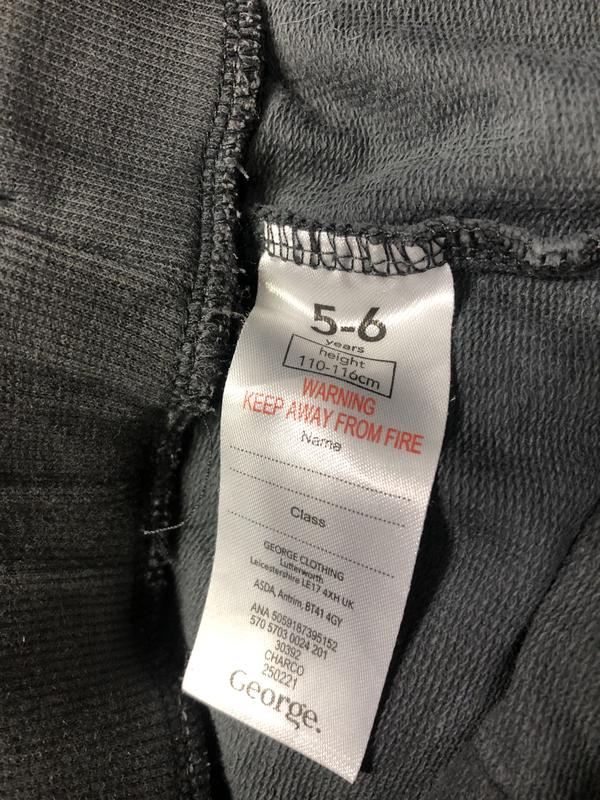 5-6
years
height
110-116cm
WARNING
KEEP AWAY FROM FIRE
Name
Class
GEORGE CLOTHING
Lutterworth
Leicestershire LE17 4XH UK
ASDA, Antrim, BT41 4GY
ANA 5059187395152
570 5703 0024 201
30392
CHARCO
250221
George.